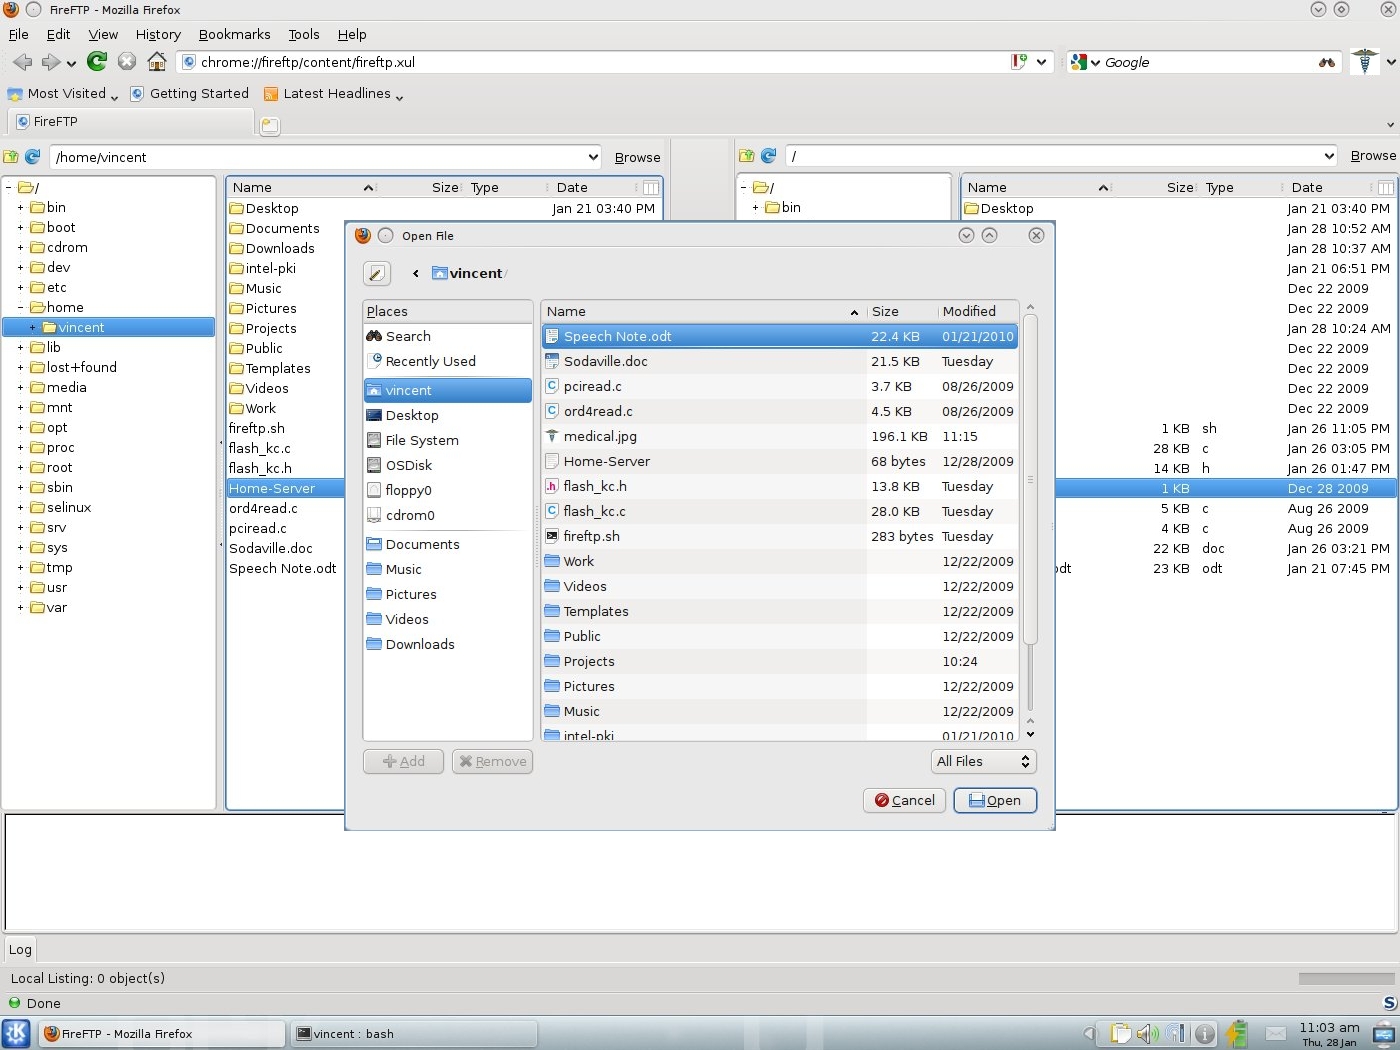 FireFTP - Mozilla Firefox
File Edit View History Bookmarks Tools Help
chrome://fireftp/content/fireftp.xul
Google
Most Visited Getting Started Latest Headlines
FireFTP
/home/vincent Browse
/ Browse
/
bin
boot
cdrom
dev
etc
home
vincent
lib
lost+found
media
mnt
opt
proc
root
sbin
selinux
srv
sys
tmp
usr
var
Name Size Type Date
Desktop Jan 21 03:40 PM
Documents
Downloads
intel-pki
Music
Pictures
Projects
Public
Templates
Videos
Work
fireftp.sh
flash_kc.c
flash_kc.h
Home-Server
ord4read.c
pciread.c
Sodaville.doc
Speech Note.odt
/
bin
Name Size Type Date
Desktop Jan 21 03:40 PM
Jan 28 10:52 AM
Jan 28 10:37 AM
Jan 21 06:51 PM
Dec 22 2009
Dec 22 2009
Jan 28 10:24 AM
Dec 22 2009
Dec 22 2009
Dec 22 2009
Dec 22 2009
1 KB sh Jan 26 11:05 PM
28 KB c Jan 26 03:05 PM
14 KB h Jan 26 01:47 PM
1 KB Dec 28 2009
5 KB c Aug 26 2009
4 KB c Aug 26 2009
22 KB doc Jan 26 03:21 PM
odt 23 KB odt Jan 21 07:45 PM
Open File
vincent/
Places
Search
Recently Used
vincent
Desktop
File System
OSDisk
floppy0
cdrom0
Documents
Music
Pictures
Videos
Downloads
Name Size Modified
Speech Note.odt 22.4 KB 01/21/2010
Sodaville.doc 21.5 KB Tuesday
pciread.c 3.7 KB 08/26/2009
ord4read.c 4.5 KB 08/26/2009
medical.jpg 196.1 KB 11:15
Home-Server 68 bytes 12/28/2009
flash_kc.h 13.8 KB Tuesday
flash_kc.c 28.0 KB Tuesday
fireftp.sh 283 bytes Tuesday
Work 12/22/2009
Videos 12/22/2009
Templates 12/22/2009
Public 12/22/2009
Projects 10:24
Pictures 12/22/2009
Music 12/22/2009
intel-pki 01/21/2010
Add Remove All Files
Cancel Open
Log
Local Listing: 0 object(s)
Done
FireFTP - Mozilla Firefox vincent : bash 11:03 am
Thu, 28 Jan